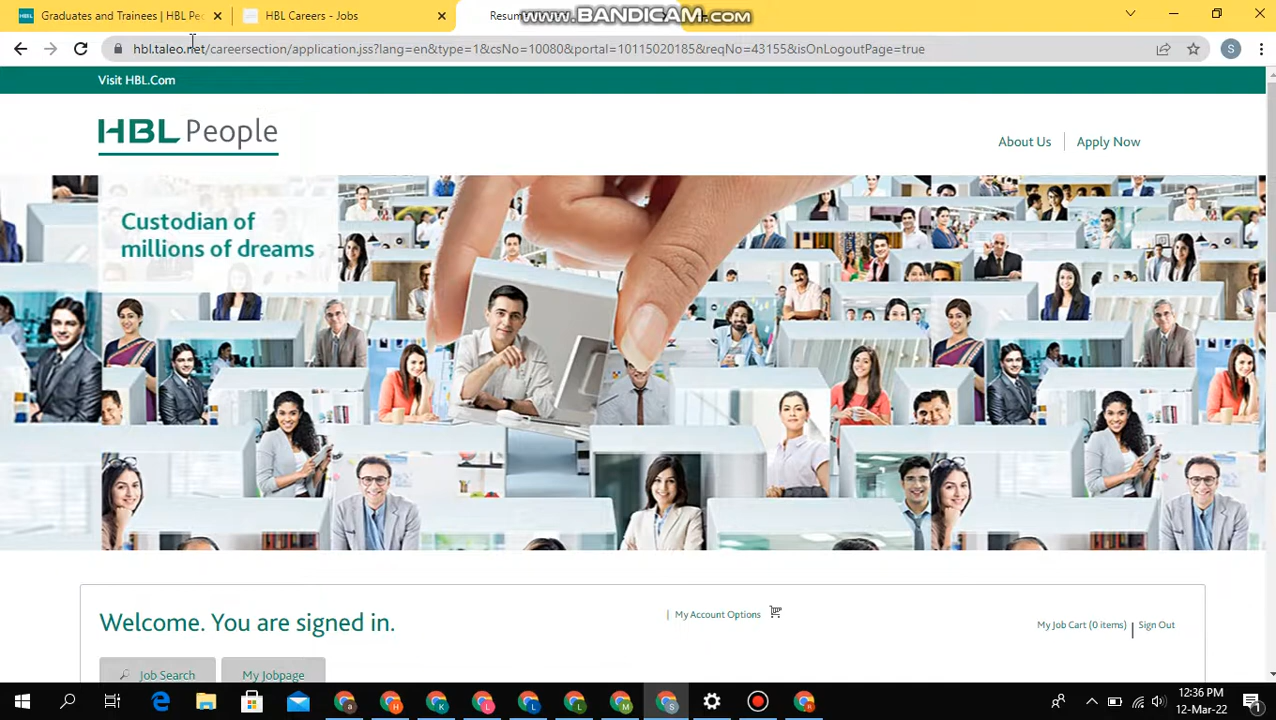 Graduates and Trainees | HBL Pe
HBL Careers - Jobs
Resum
WWW.BANDICAM.COM
hbl.taleo.net/careersection/application.jss?lang=en&type=1&csNo=10080&portal=10115020185&reqNo=43155&isOnLogoutPage=true
S
Visit HBL.Com
HBL People
About Us
Apply Now
Custodian of
millions of dreams
Welcome. You are signed in.
My Account Options
My Job Cart (0 items)
Sign Out
Job Search
My Jobpage
12:36 PM
12-Mar-22